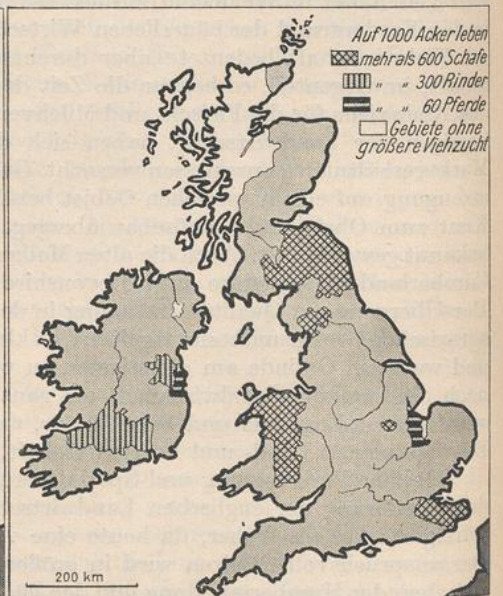 Auf 1000 Acker leben
mehr als 600 Schafe
„ „ 300 Rinder
„ „ 60 Pferde
Gebiete ohne
größere Viehzucht
200 km